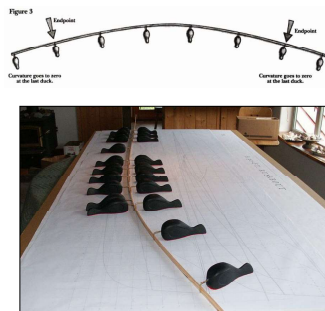 Figure 3
Endpoint
Endpoint
Curvature goes to zero
at the last duck.
Curvature goes to zero
at the last duck.